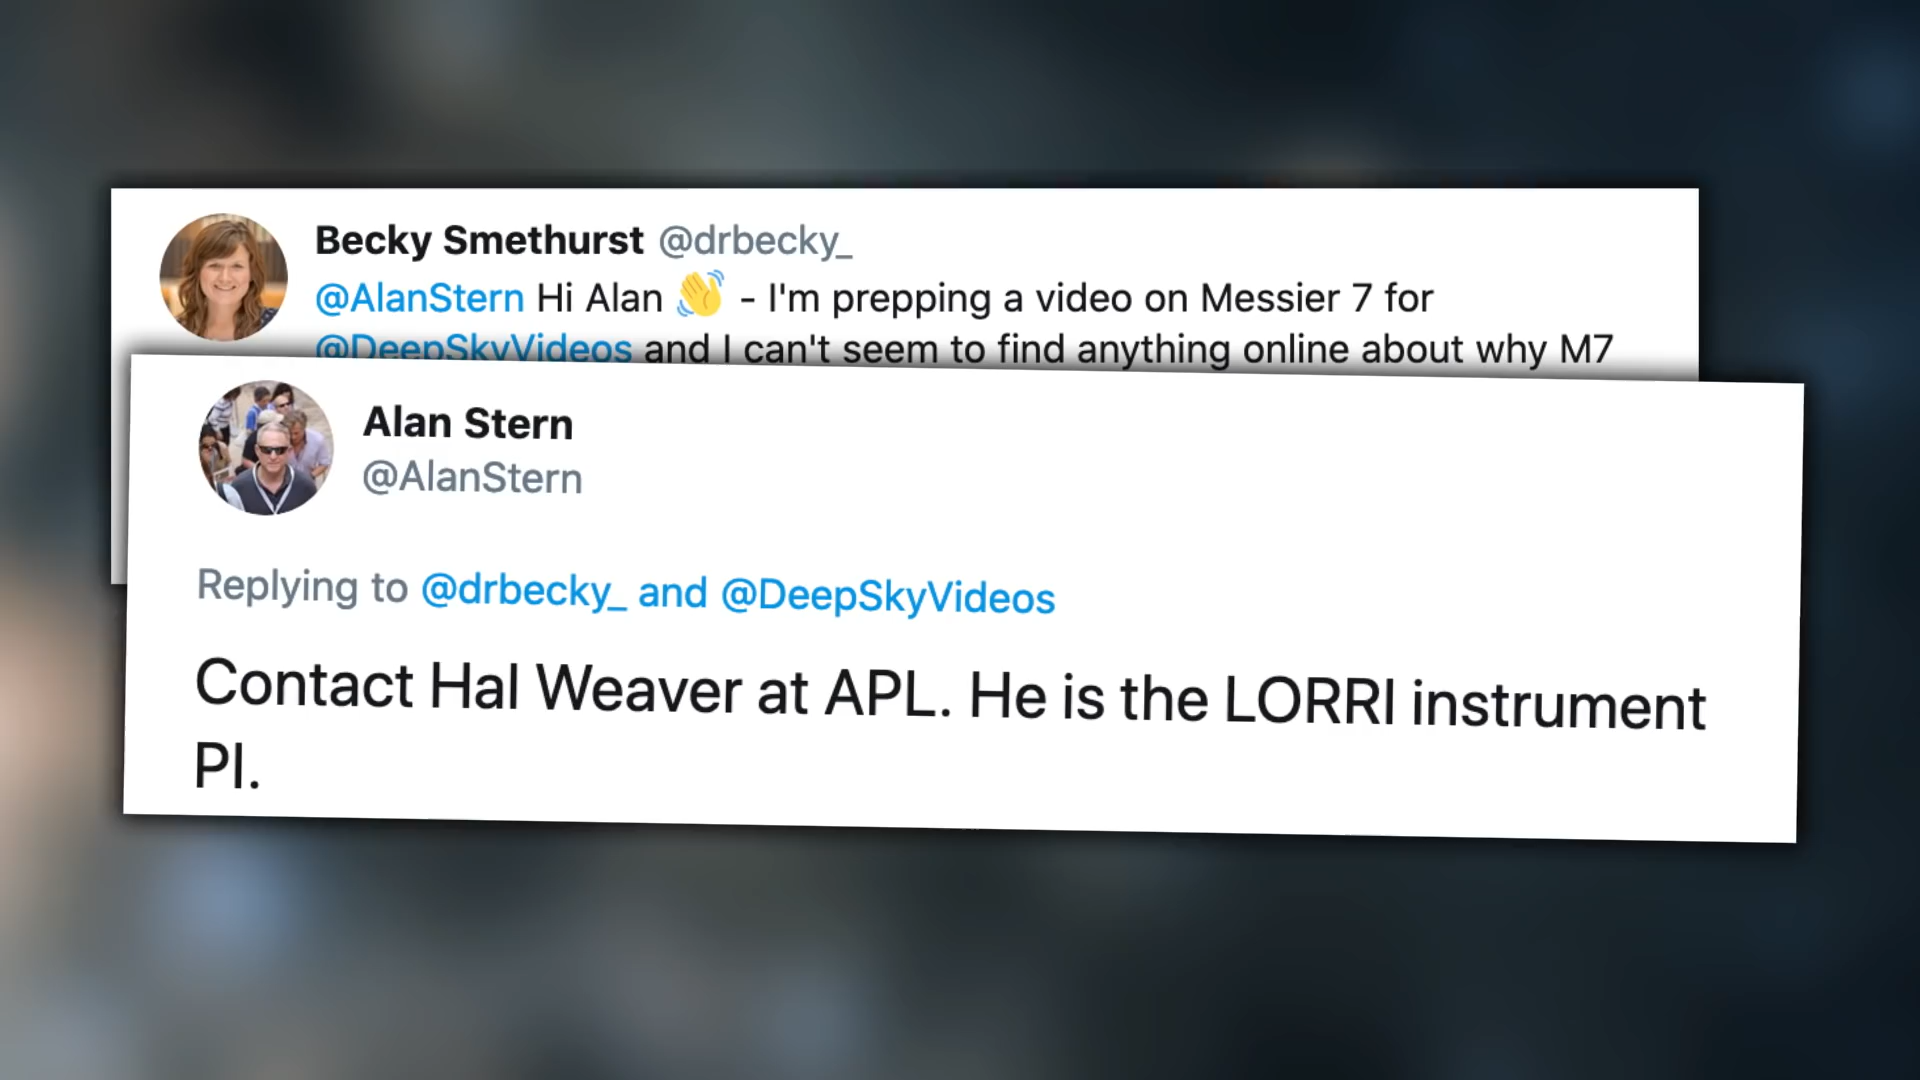 Becky Smethurst @drbecky_
@AlanStern Hi Alan 👋 - I'm prepping a video on Messier 7 for
@DeepSkyVideos and I can't seem to find anything online about why M7
Alan Stern
@AlanStern
Replying to @drbecky_ and @DeepSkyVideos
Contact Hal Weaver at APL. He is the LORRI instrument
PI.